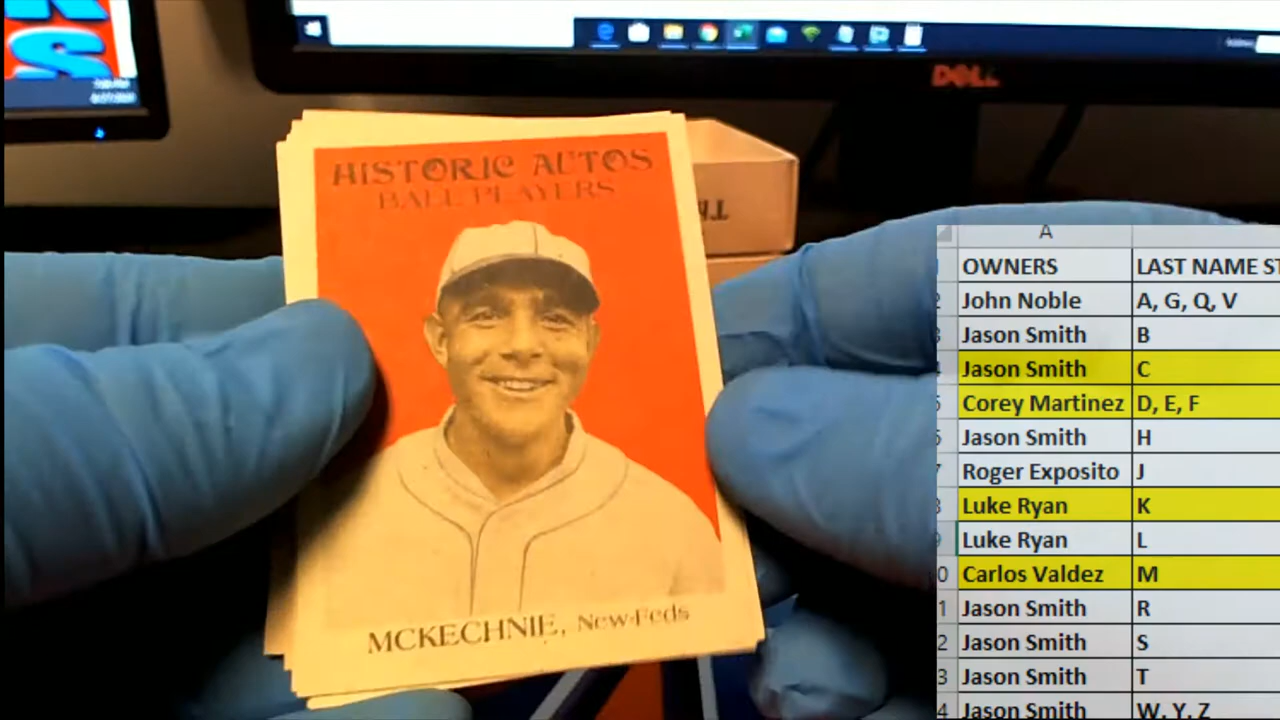 K
S
DELL
HISTORIC AUTOS
BALL PLAYERS
MCKECHNIE, New-Feds
A
OWNERS LAST NAME ST
John Noble A, G, Q, V
Jason Smith B
Jason Smith C
Corey Martinez D, E, F
Jason Smith H
Roger Exposito J
Luke Ryan K
Luke Ryan L
Carlos Valdez M
Jason Smith R
Jason Smith S
Jason Smith T
Jason Smith W, Y, Z